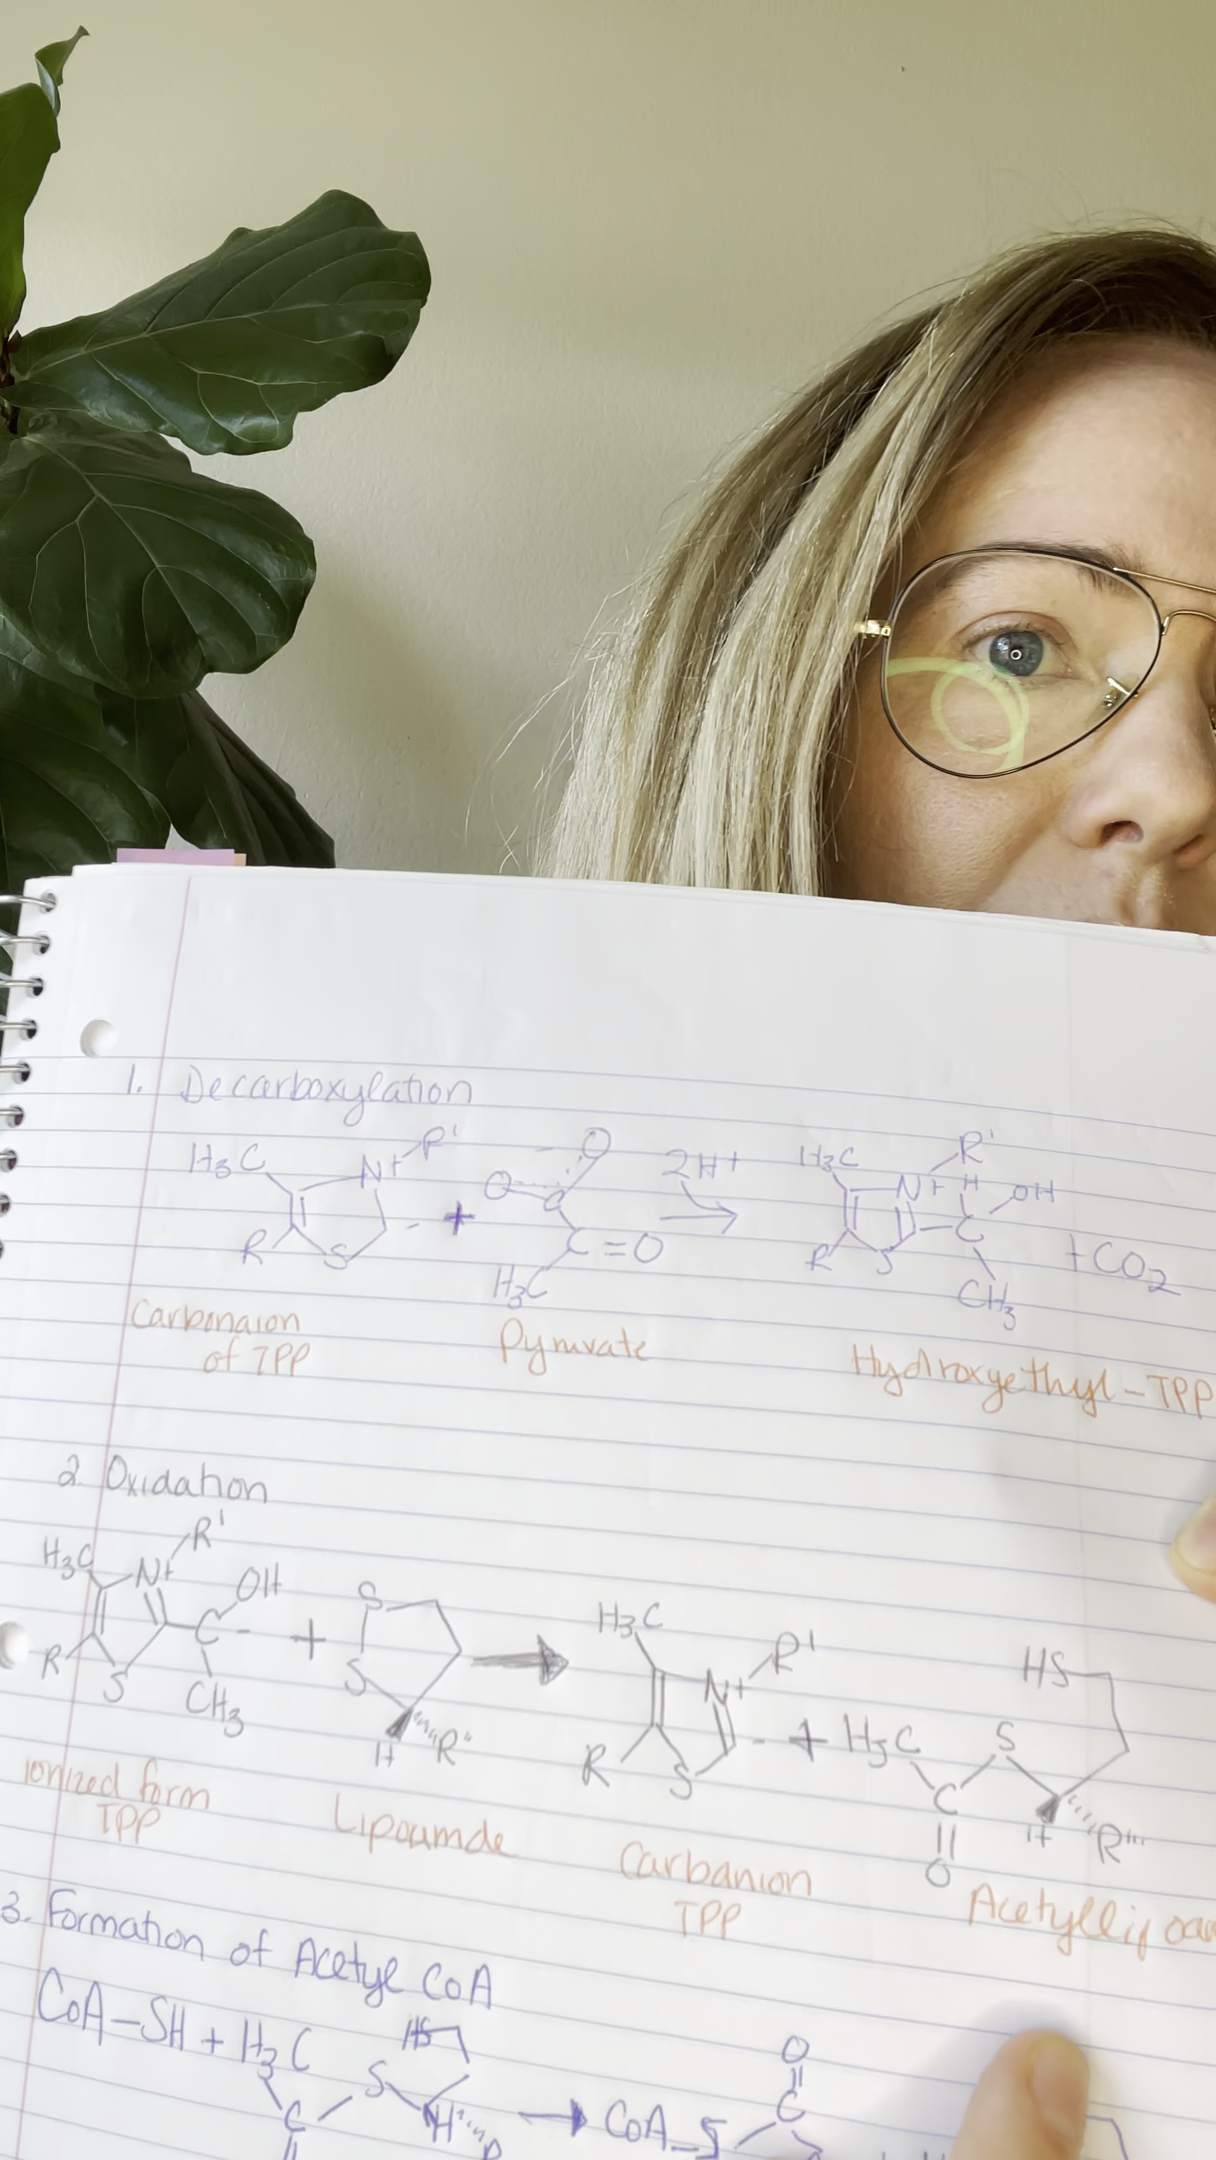 1. Decarboxylation
H3C N+ R' O O C 2H+ H3C N+ R' H OH
R S - + C=O R S C CH3 + CO2
H3C
Carbonaion of TPP Pyruvate Hydroxyethyl-TPP
2. Oxidation
H3C N+ R' OH S H3C N+ R' HS
R S C - CH3 + S H R" R S - + H3C C O S H R"'
ionized form TPP Lipoamde Carbanion TPP
3. Formation of Acetyl CoA
CoA-SH + H3C C S HS H CoA-S C O